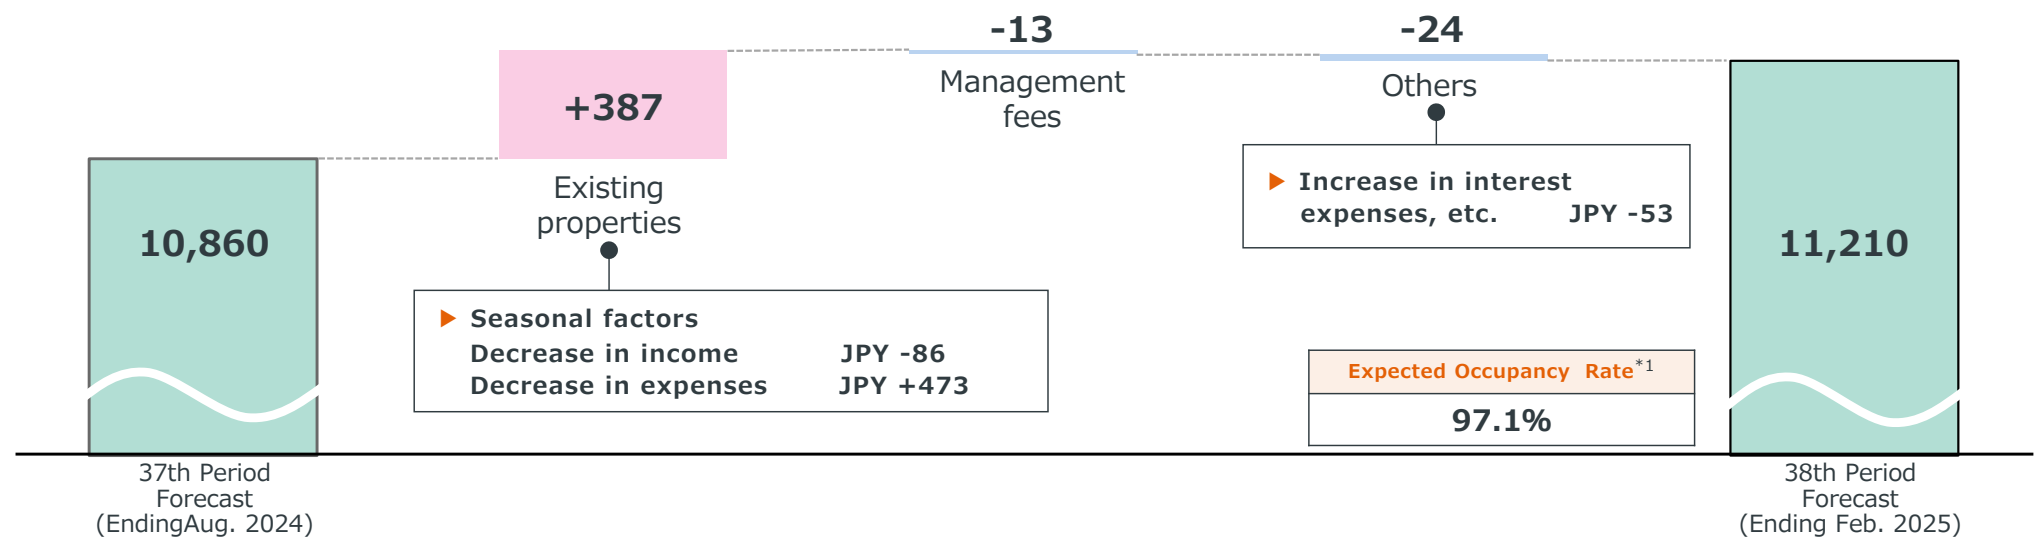 10,860
37th Period
Forecast
(EndingAug. 2024)
+387
Existing
properties
▶ Seasonal factors
Decrease in income JPY -86
Decrease in expenses JPY +473
-13
Management
fees
-24
Others
▶ Increase in interest
expenses, etc. JPY -53
Expected Occupancy Rate*1
97.1%
11,210
38th Period
Forecast
(Ending Feb. 2025)